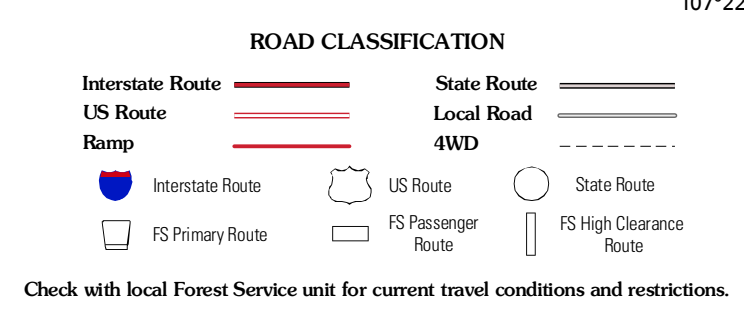 107°22
ROAD CLASSIFICATION
Interstate Route
State Route
US Route
Local Road
Ramp
4WD
Interstate Route
US Route
State Route
FS Primary Route
FS Passenger
Route
FS High Clearance
Route
Check with local Forest Service unit for current travel conditions and restrictions.